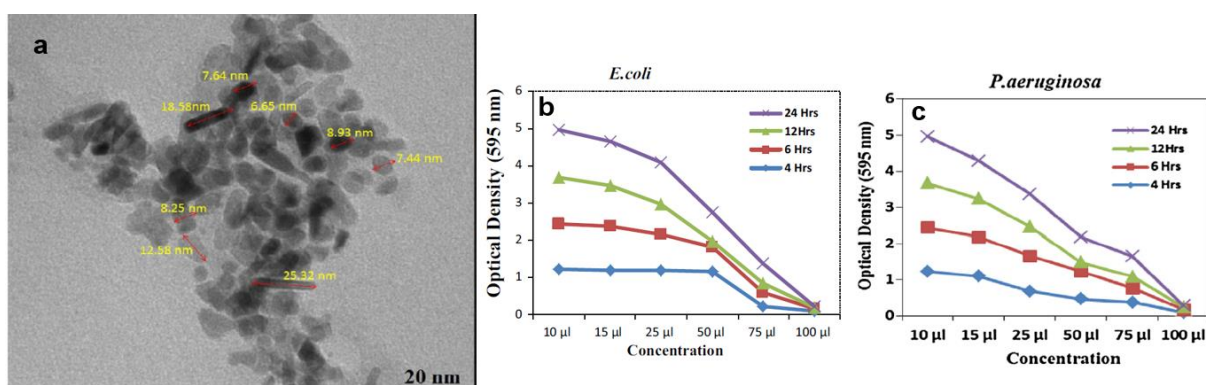 a
7.64 nm
18.58nm
6.65 nm
8.93 nm
7.44 nm
8.25 nm
12.58 nm
25.32 nm
20 nm
E.coli
b
Optical Density (595 nm)
6
5
4
3
2
1
0
24 Hrs
12Hrs
6 Hrs
4 Hrs
10 µl 15 µl 25 µl 50 µl 75 µl 100 µl
Concentration
P.aeruginosa
c
Optical Density (595 nm)
6
5
4
3
2
1
0
24 Hrs
12Hrs
6 Hrs
4 Hrs
10 µl 15 µl 25 µl 50 µl 75 µl 100 µl
Concentration